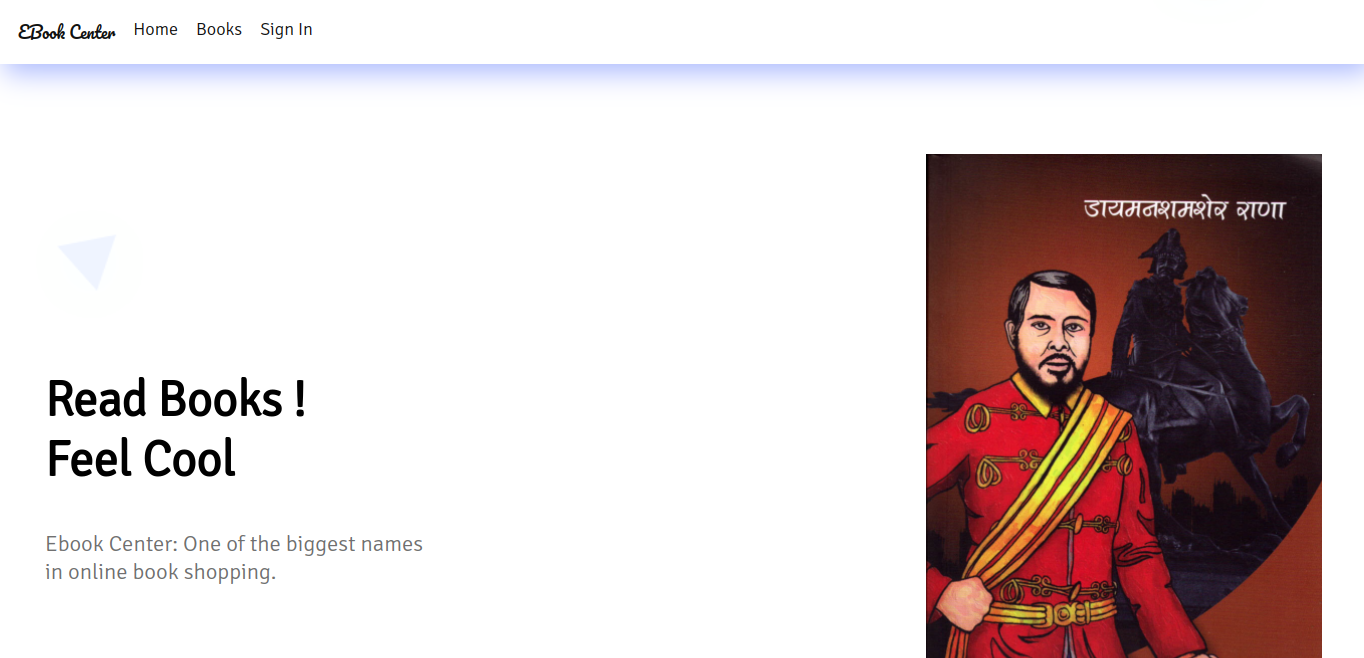 EBook Center Home Books Sign In
डायमनशमशेर राणा
Read Books !
Feel Cool
Ebook Center: One of the biggest names
in online book shopping.